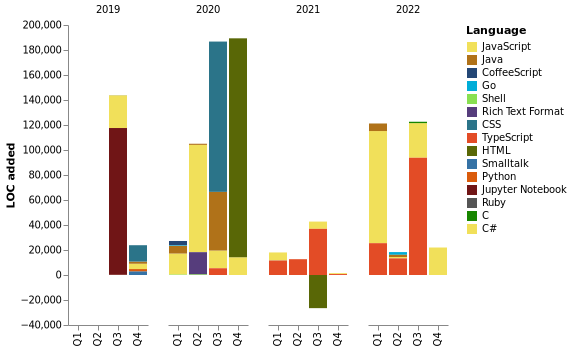 2019 2020 2021 2022
200,000
180,000
160,000
140,000
120,000
100,000
80,000
60,000
40,000
20,000
0
−20,000
−40,000
LOC added
Q1 Q2 Q3 Q4 Q1 Q2 Q3 Q4 Q1 Q2 Q3 Q4 Q1 Q2 Q3 Q4
Language
JavaScript
Java
CoffeeScript
Go
Shell
Rich Text Format
CSS
TypeScript
HTML
Smalltalk
Python
Jupyter Notebook
Ruby
C
C#